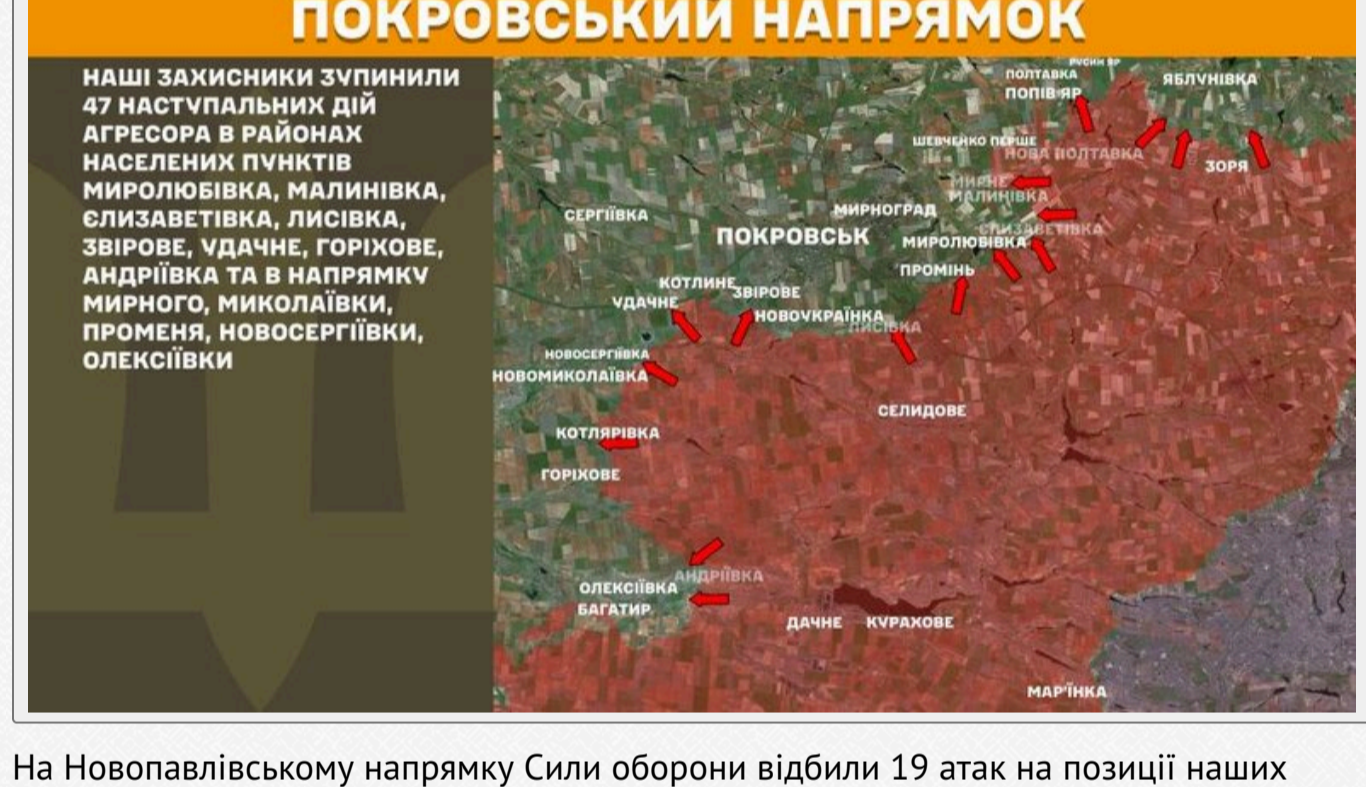 ПОКРОВСЬКИЙ НАПРЯМОК
НАШІ ЗАХИСНИКИ ЗУПИНИЛИ
47 НАСТУПАЛЬНИХ ДІЙ
АГРЕСОРА В РАЙОНАХ
НАСЕЛЕНИХ ПУНКТІВ
МИРОЛЮБІВКА, МАЛИНІВКА,
ЄЛИЗАВЕТІВКА, ЛИСІВКА,
ЗВІРОВЕ, УДАЧНЕ, ГОРІХОВЕ,
АНДРІЇВКА ТА В НАПРЯМКУ
МИРНОГО, МИКОЛАЇВКИ,
ПРОМЕНЯ, НОВОСЕРГІЇВКИ,
ОЛЕКСІЇВКИ
РУСИН ЯР
ПОЛТАВКА
ЯБЛУНІВКА
ПОПІВ ЯР
ШЕВЧЕНКО ПЕРШЕ
НОВА ПОЛТАВКА
ЗОРЯ
МИРНЕ
МАЛИНІВКА
МИРНОГРАД
СЕРГІЇВКА
ЄЛИЗАВЕТІВКА
ПОКРОВСЬК
МИРОЛЮБІВКА
ПРОМІНЬ
КОТЛИНЕ
ЗВІРОВЕ
УДАЧНЕ
НОВОУКРАЇНКА
ЛИСІВКА
НОВОСЕРГІЇВКА
НОВОМИКОЛАЇВКА
СЕЛИДОВЕ
КОТЛЯРІВКА
ГОРІХОВЕ
АНДРІЇВКА
ОЛЕКСІЇВКА
БАГАТИР
ДАЧНЕ
КУРАХОВЕ
МАР'ЇНКА
На Новопавлівському напрямку Сили оборони відбили 19 атак на позиції наших